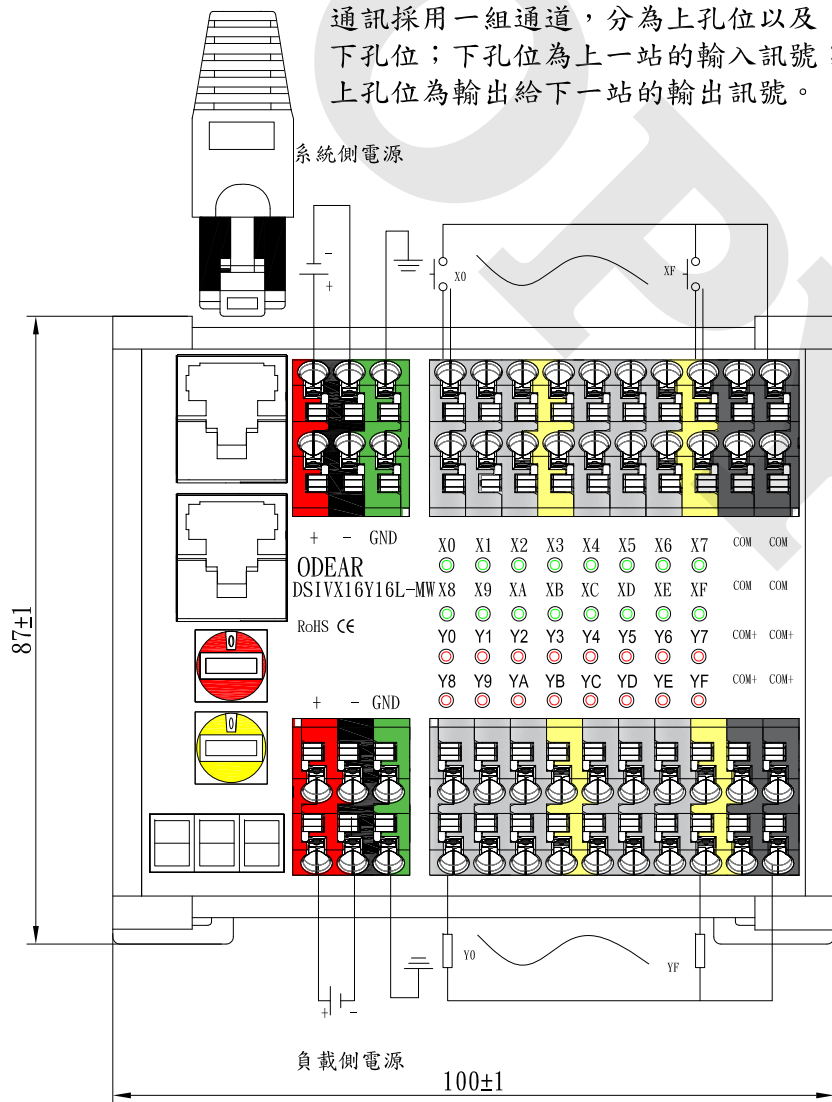 通訊採用一組通道，分為上孔位以及
下孔位；下孔位為上一站的輸入訊號；
上孔位為輸出給下一站的輸出訊號。
系統側電源
-
+
X0
XF
+ - GND
ODEAR
DSIVX16Y16L-MW
RoHS CE
X0 X1 X2 X3 X4 X5 X6 X7 COM COM
X8 X9 XA XB XC XD XE XF COM COM
Y0 Y1 Y2 Y3 Y4 Y5 Y6 Y7 COM+ COM+
Y8 Y9 YA YB YC YD YE YF COM+ COM+
0
0
+ - GND
87±1
Y0
YF
+ -
負載側電源
100±1